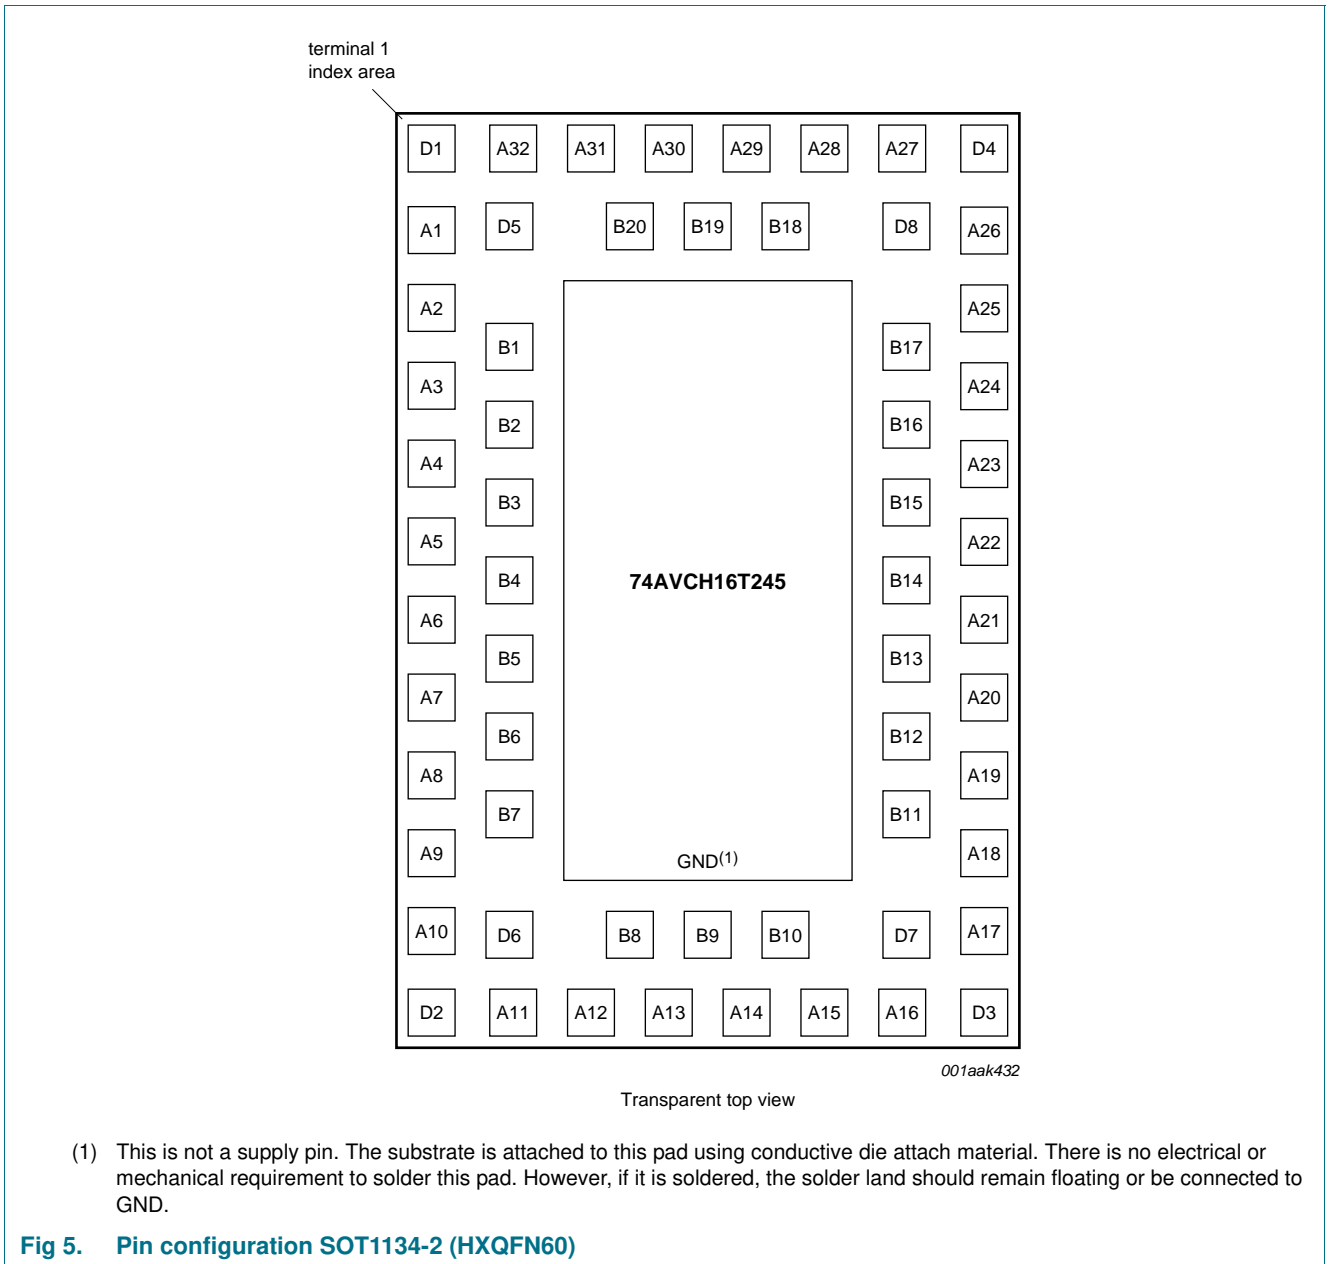 terminal 1
index area
D1 A32 A31 A30 A29 A28 A27 D4
A1 D5 B20 B19 B18 D8 A26
A2 A25
B1 B17
A3 A24
B2 B16
A4 A23
B3 B15
A5 A22
B4 74AVCH16T245 B14
A6 A21
B5 B13
A7 A20
B6 B12
A8 A19
B7 B11
A9 GND(1) A18
A10 D6 B8 B9 B10 D7 A17
D2 A11 A12 A13 A14 A15 A16 D3
001aak432
Transparent top view
(1) This is not a supply pin. The substrate is attached to this pad using conductive die attach material. There is no electrical or
mechanical requirement to solder this pad. However, if it is soldered, the solder land should remain floating or be connected to
GND.
Fig 5. Pin configuration SOT1134-2 (HXQFN60)